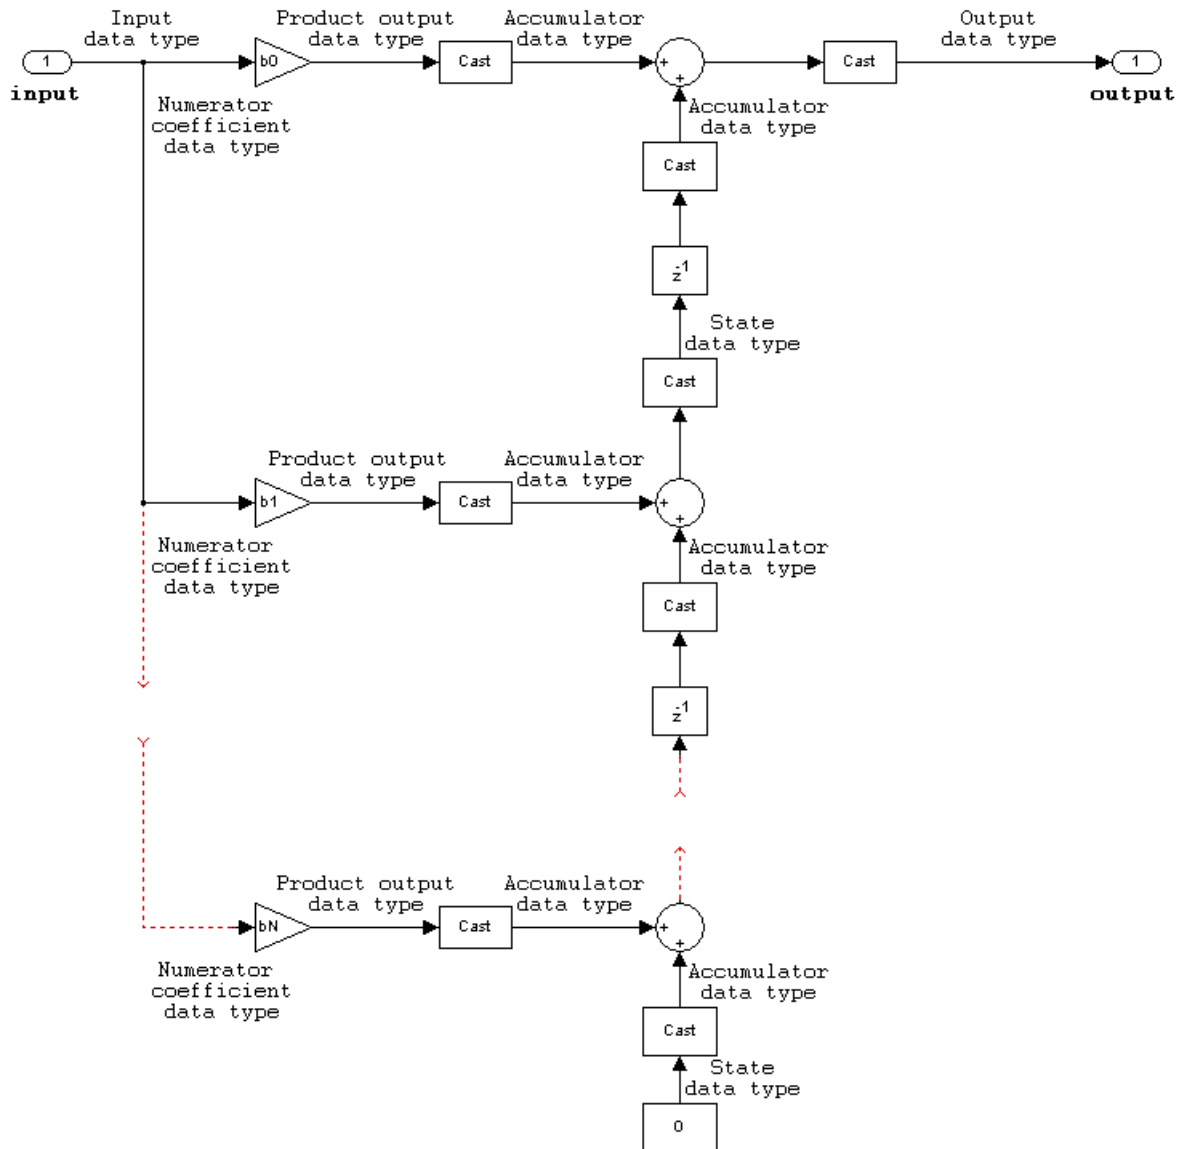 Input
data type
Product output
data type
Accumulator
data type
Output
data type
1
b0
Cast
+
+
Cast
1
input
output
Numerator
coefficient
data type
Accumulator
data type
Cast
z-1
State
data type
Cast
Product output
data type
Accumulator
data type
b1
Cast
+
+
Numerator
coefficient
data type
Accumulator
data type
Cast
z-1
Product output
data type
Accumulator
data type
bN
Cast
+
+
Numerator
coefficient
data type
Accumulator
data type
Cast
State
data type
0